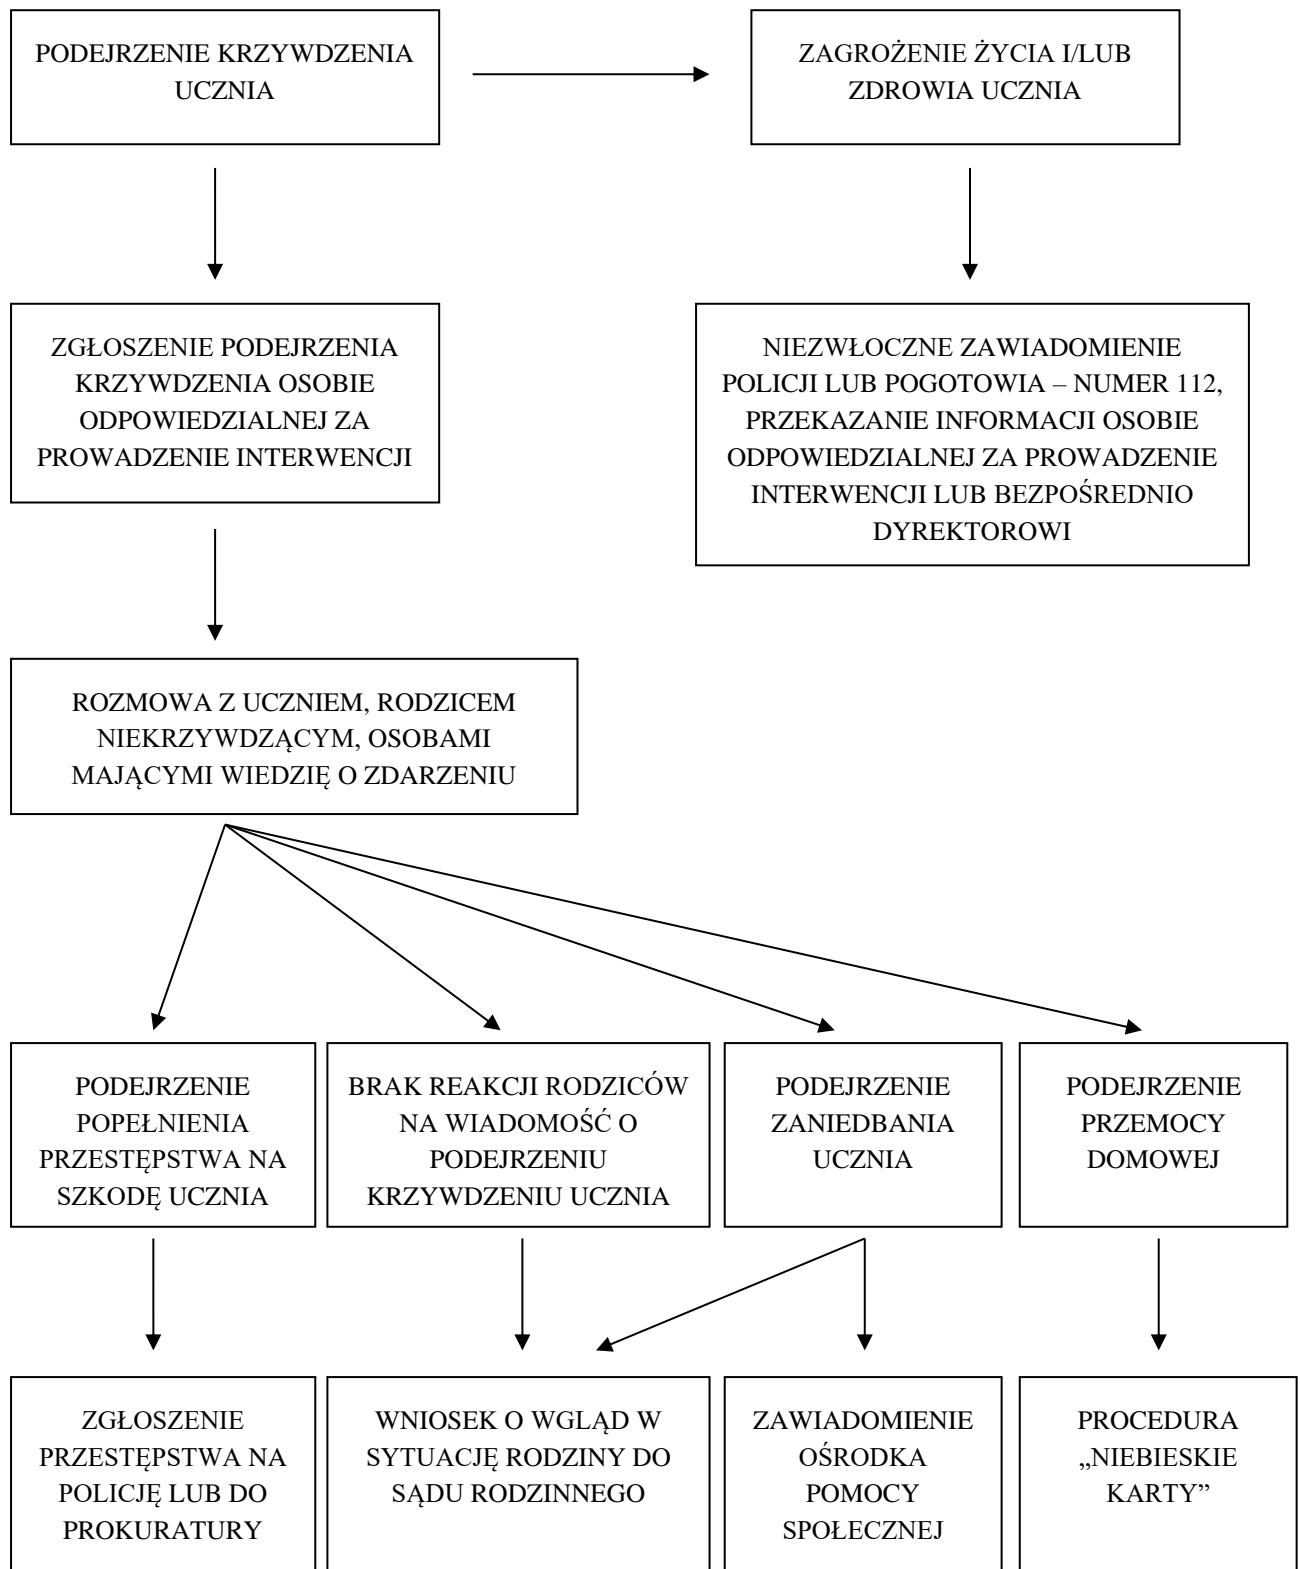 PODEJRZENIE KRZYWDZENIA
UCZNIA
ZAGROŻENIE ŻYCIA I/LUB
ZDROWIA UCZNIA
ZGŁOSZENIE PODEJRZENIA
KRZYWDZENIA OSOBIE
ODPOWIEDZIALNEJ ZA
PROWADZENIE INTERWENCJI
NIEZWŁOCZNE ZAWIADOMIENIE
POLICJI LUB POGOTOWIA – NUMER 112,
PRZEKAZANIE INFORMACJI OSOBIE
ODPOWIEDZIALNEJ ZA PROWADZENIE
INTERWENCJI LUB BEZPOŚREDNIO
DYREKTOROWI
ROZMOWA Z UCZNIEM, RODZICEM
NIEKRZYWDZĄCYM, OSOBAMI
MAJĄCYMI WIEDZIĘ O ZDARZENIU
PODEJRZENIE
POPEŁNIENIA
PRZESTĘPSTWA NA
SZKODĘ UCZNIA
BRAK REAKCJI RODZICÓW
NA WIADOMOŚĆ O
PODEJRZENIU
KRZYWDZENIU UCZNIA
PODEJRZENIE
ZANIEDBANIA
UCZNIA
PODEJRZENIE
PRZEMOCY
DOMOWEJ
ZGŁOSZENIE
PRZESTĘPSTWA NA
POLICJĘ LUB DO
PROKURATURY
WNIOSEK O WGLĄD W
SYTUACJĘ RODZINY DO
SĄDU RODZINNEGO
ZAWIADOMIENIE
OŚRODKA
POMOCY
SPOŁECZNEJ
PROCEDURA
„NIEBIESKIE
KARTY”